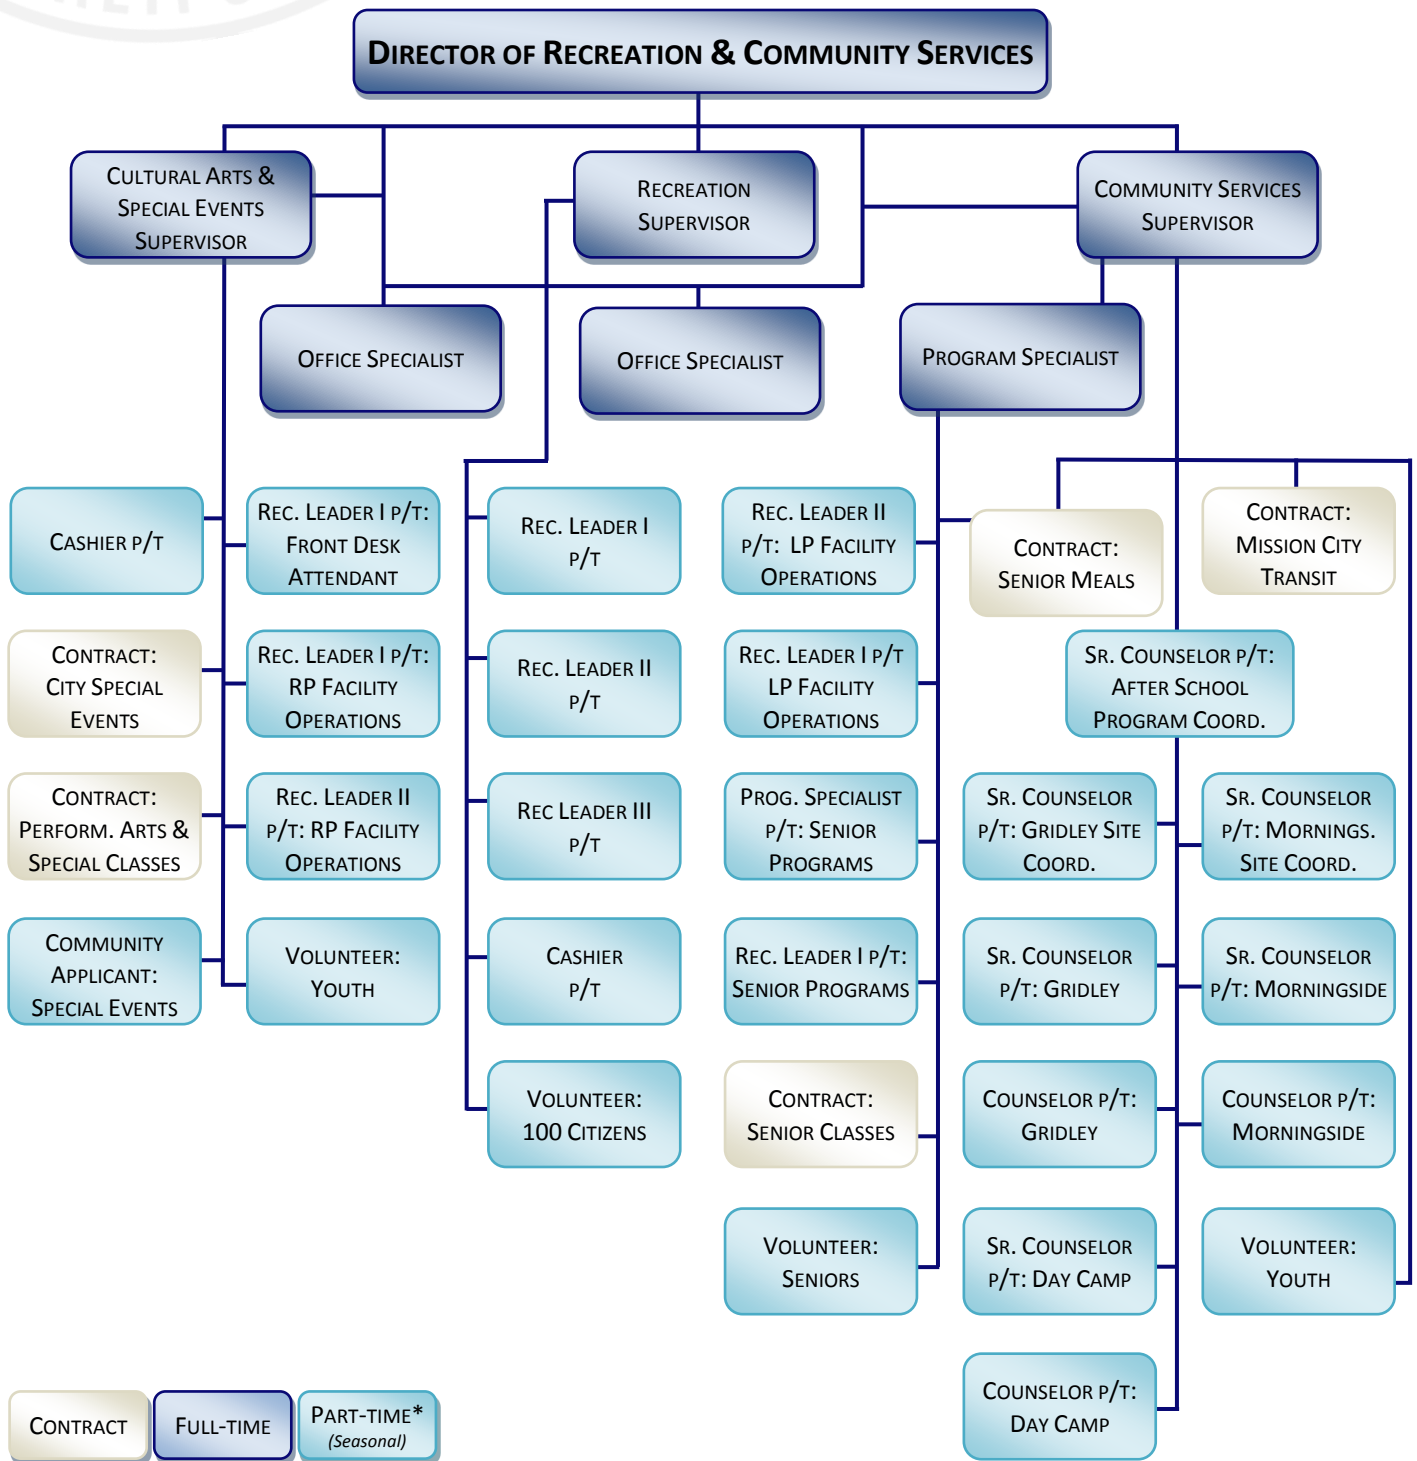 DIRECTOR OF RECREATION & COMMUNITY SERVICES
CULTURAL ARTS &
SPECIAL EVENTS
SUPERVISOR
RECREATION
SUPERVISOR
COMMUNITY SERVICES
SUPERVISOR
OFFICE SPECIALIST
OFFICE SPECIALIST
PROGRAM SPECIALIST
CASHIER P/T
REC. LEADER I P/T:
FRONT DESK
ATTENDANT
REC. LEADER I
P/T
REC. LEADER II
P/T: LP FACILITY
OPERATIONS
CONTRACT:
SENIOR MEALS
CONTRACT:
MISSION CITY
TRANSIT
CONTRACT:
CITY SPECIAL
EVENTS
REC. LEADER I P/T:
RP FACILITY
OPERATIONS
REC. LEADER II
P/T
REC. LEADER I P/T
LP FACILITY
OPERATIONS
SR. COUNSELOR P/T:
AFTER SCHOOL
PROGRAM COORD.
CONTRACT:
PERFORM. ARTS &
SPECIAL CLASSES
REC. LEADER II
P/T: RP FACILITY
OPERATIONS
REC LEADER III
P/T
PROG. SPECIALIST
P/T: SENIOR
PROGRAMS
SR. COUNSELOR
P/T: GRIDLEY SITE
COORD.
SR. COUNSELOR
P/T: MORNINGS.
SITE COORD.
COMMUNITY
APPLICANT:
SPECIAL EVENTS
VOLUNTEER:
YOUTH
CASHIER
P/T
REC. LEADER I P/T:
SENIOR PROGRAMS
SR. COUNSELOR
P/T: GRIDLEY
SR. COUNSELOR
P/T: MORNINGSIDE
VOLUNTEER:
100 CITIZENS
CONTRACT:
SENIOR CLASSES
COUNSELOR P/T:
GRIDLEY
COUNSELOR P/T:
MORNINGSIDE
VOLUNTEER:
SENIORS
SR. COUNSELOR
P/T: DAY CAMP
VOLUNTEER:
YOUTH
COUNSELOR P/T:
DAY CAMP
CONTRACT
FULL-TIME
PART-TIME*
(Seasonal)